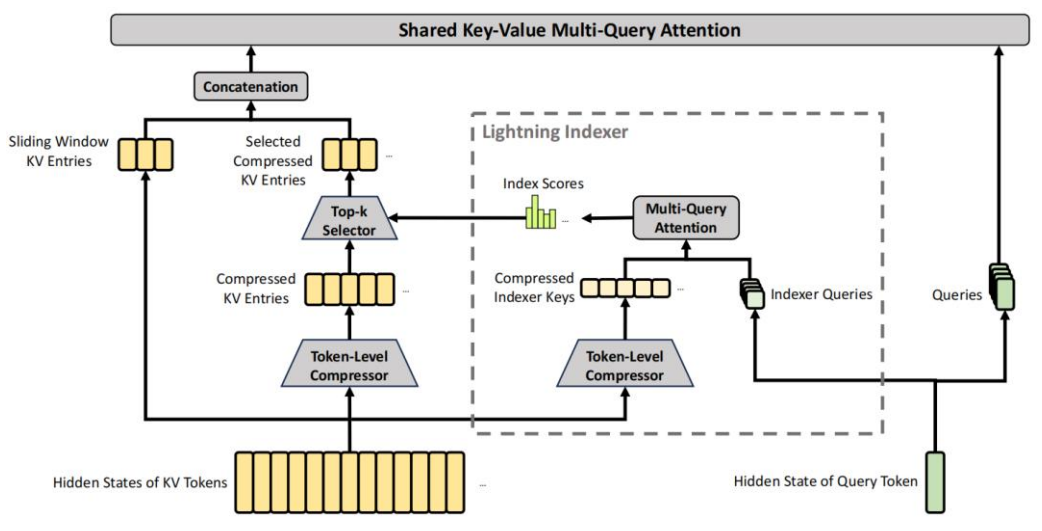 Shared Key-Value Multi-Query Attention
Concatenation
Sliding Window
KV Entries
Selected
Compressed
KV Entries
...
Lightning Indexer
Index Scores
...
Top-k
Selector
Multi-Query
Attention
Compressed
KV Entries
...
Compressed
Indexer Keys
...
Indexer Queries
Queries
Token-Level
Compressor
Token-Level
Compressor
Hidden States of KV Tokens
...
Hidden State of Query Token